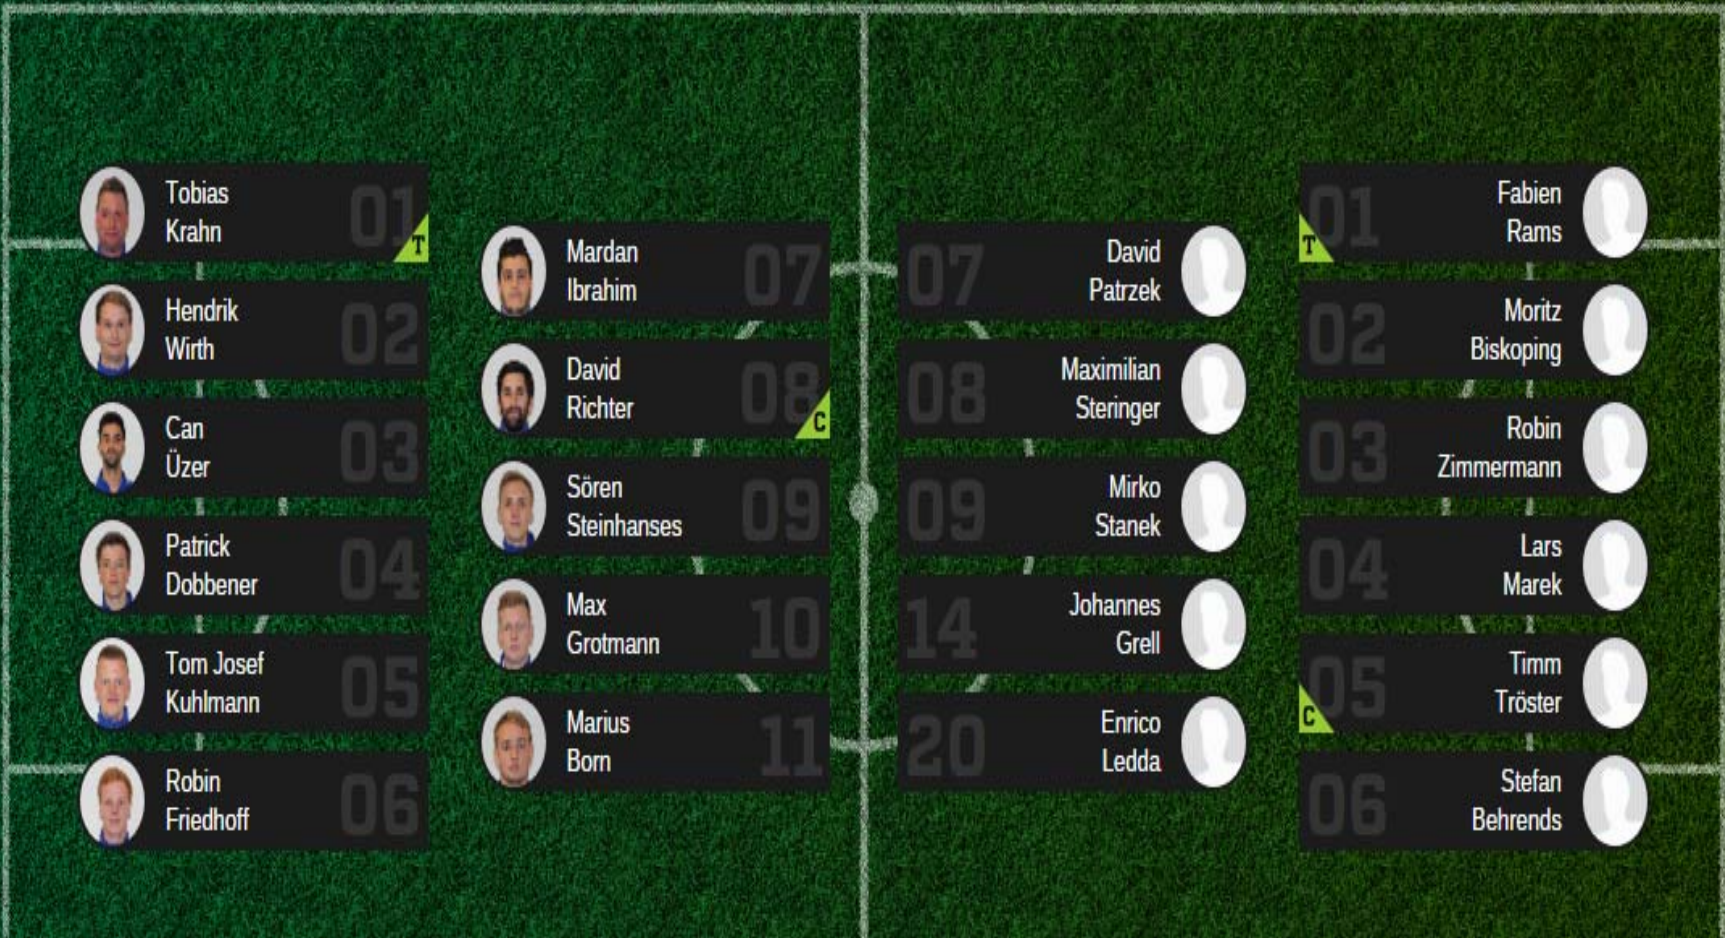 Tobias
Krahn
01
T
Hendrik
Wirth
02
Can
Üzer
03
Patrick
Dobbener
04
Tom Josef
Kuhlmann
05
Robin
Friedhoff
06
Mardan
Ibrahim
07
David
Richter
08
C
Sören
Steinhanses
09
Max
Grotmann
10
Marius
Born
11
07
David
Patrzek
08
Maximilian
Steringer
09
Mirko
Stanek
14
Johannes
Grell
20
Enrico
Ledda
01
T
Fabien
Rams
02
Moritz
Biskoping
03
Robin
Zimmermann
04
Lars
Marek
05
C
Timm
Tröster
06
Stefan
Behrends